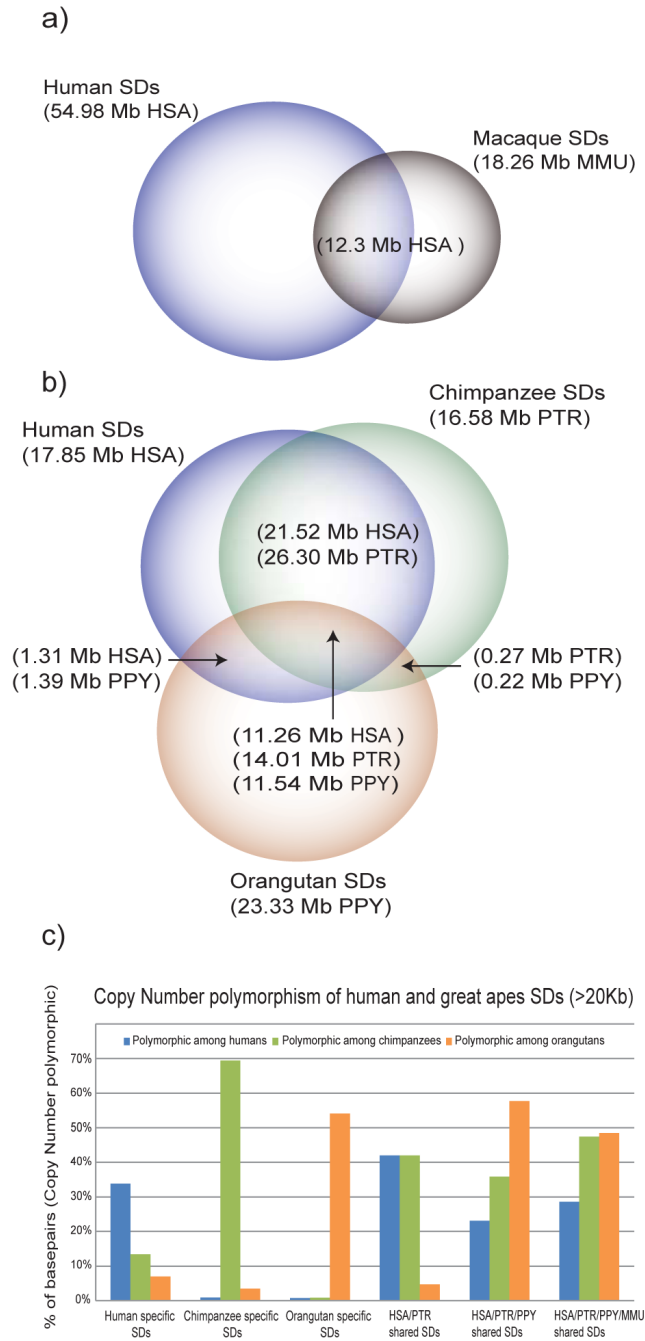 a)
Human SDs
(54.98 Mb HSA)
Macaque SDs
(18.26 Mb MMU)
(12.3 Mb HSA )
b)
Chimpanzee SDs
(16.58 Mb PTR)
Human SDs
(17.85 Mb HSA)
(21.52 Mb HSA)
(26.30 Mb PTR)
(1.31 Mb HSA)
(1.39 Mb PPY)
(0.27 Mb PTR)
(0.22 Mb PPY)
(11.26 Mb HSA )
(14.01 Mb PTR)
(11.54 Mb PPY)
Orangutan SDs
(23.33 Mb PPY)
c)
Copy Number polymorphism of human and great apes SDs (>20Kb)
Polymorphic among humans Polymorphic among chimpanzees Polymorphic among orangutans
% of basepairs (Copy Number polymorphic)
70%
60%
50%
40%
30%
20%
10%
0%
Human specific
SDs
Chimpanzee specific
SDs
Orangutan specific
SDs
HSA/PTR
shared SDs
HSA/PTR/PPY
shared SDs
HSA/PTR/PPY/MMU
shared SDs